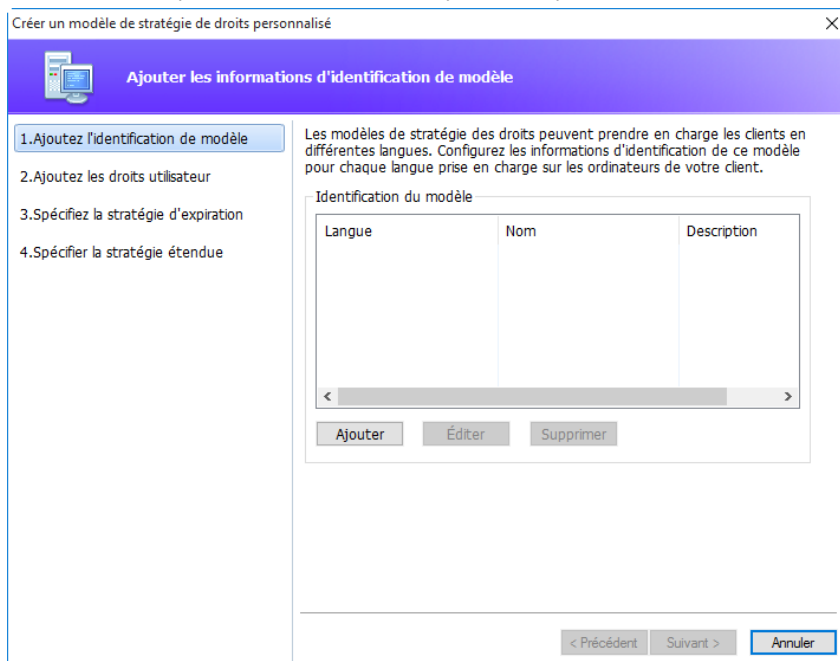 Créer un modèle de stratégie de droits personnalisé
Ajouter les informations d'identification de modèle
1.Ajoutez l'identification de modèle
2.Ajoutez les droits utilisateur
3.Spécifiez la stratégie d'expiration
4.Spécifier la stratégie étendue
Les modèles de stratégie des droits peuvent prendre en charge les clients en
différentes langues. Configurez les informations d'identification de ce modèle
pour chaque langue prise en charge sur les ordinateurs de votre client.
Identification du modèle
Langue Nom Description
Ajouter Éditer Supprimer
< Précédent Suivant > Annuler